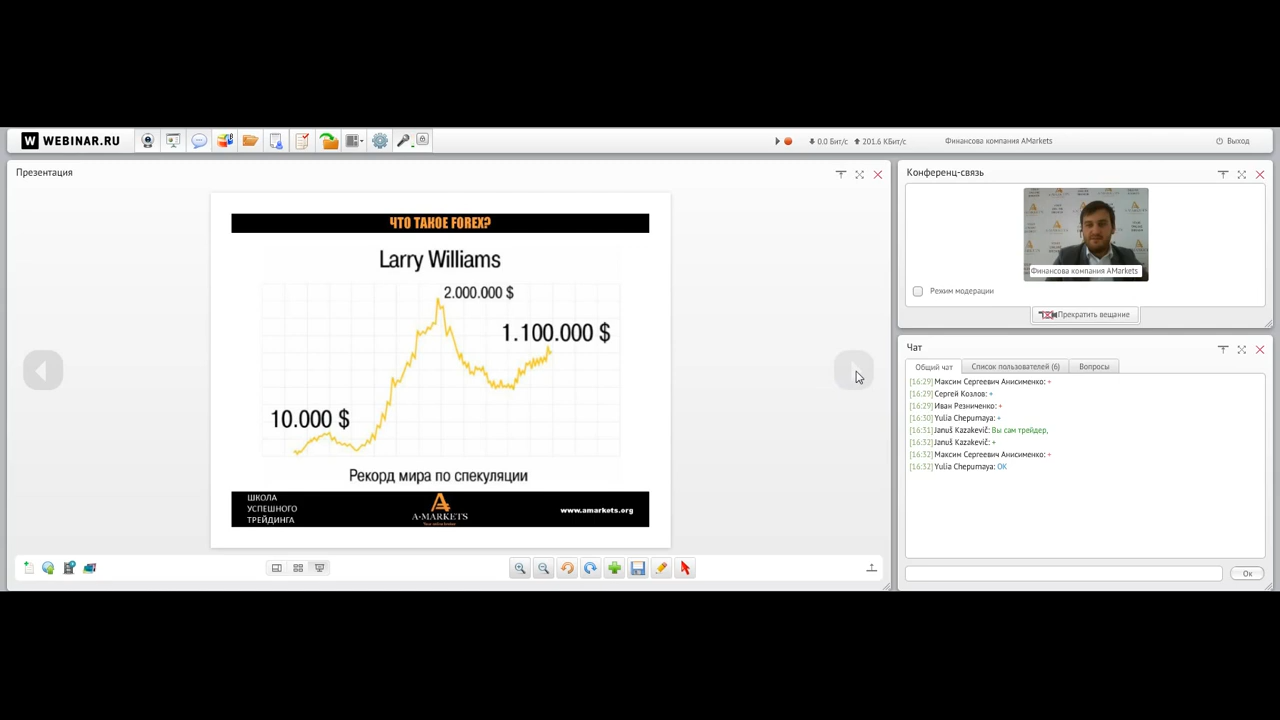 WEBINAR.RU
0.0 Бит/с 201.6 КБит/с
Финансова компания AMarkets
Выход
Презентация
ЧТО ТАКОЕ FOREX?
Larry Williams
2.000.000 $
1.100.000 $
10.000 $
Рекорд мира по спекуляции
ШКОЛА
УСПЕШНОГО
ТРЕЙДИНГА
A-MARKETS
www.amarkets.org
Конференц-связь
Финансова компания AMarkets
Режим модерации
Прекратить вещание
Чат
Общий чат
Список пользователей (6)
Вопросы
[16:29] Максим Сергеевич Анисименко: +
[16:29] Сергей Козлов: +
[16:29] Иван Резниченко: +
[16:30] Yulia Chepurnaya: +
[16:31] Januš Kazakevič: Вы сам трейдер,
[16:32] Januš Kazakevič: +
[16:32] Максим Сергеевич Анисименко: +
[16:32] Yulia Chepurnaya: OK
Ок